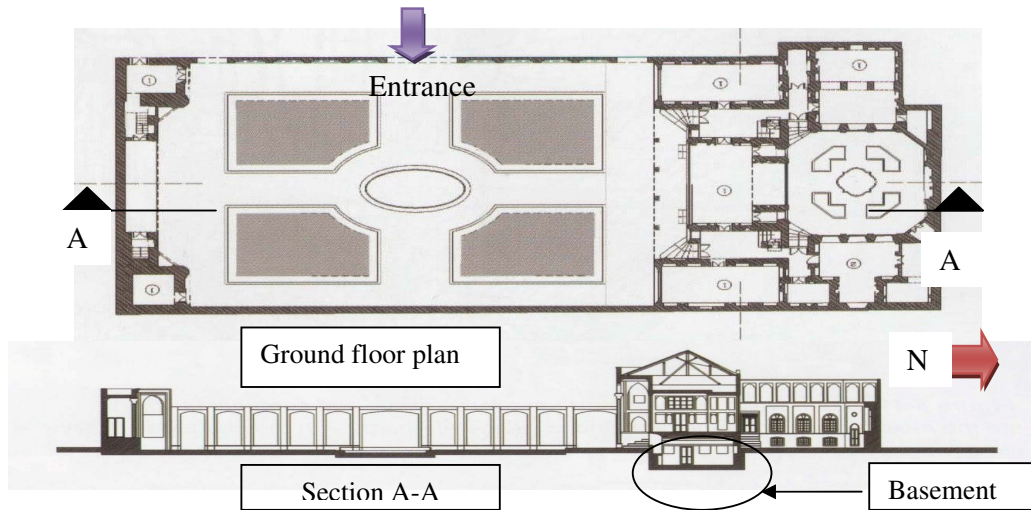 Entrance
A
A
Ground floor plan
N
Section A-A
Basement